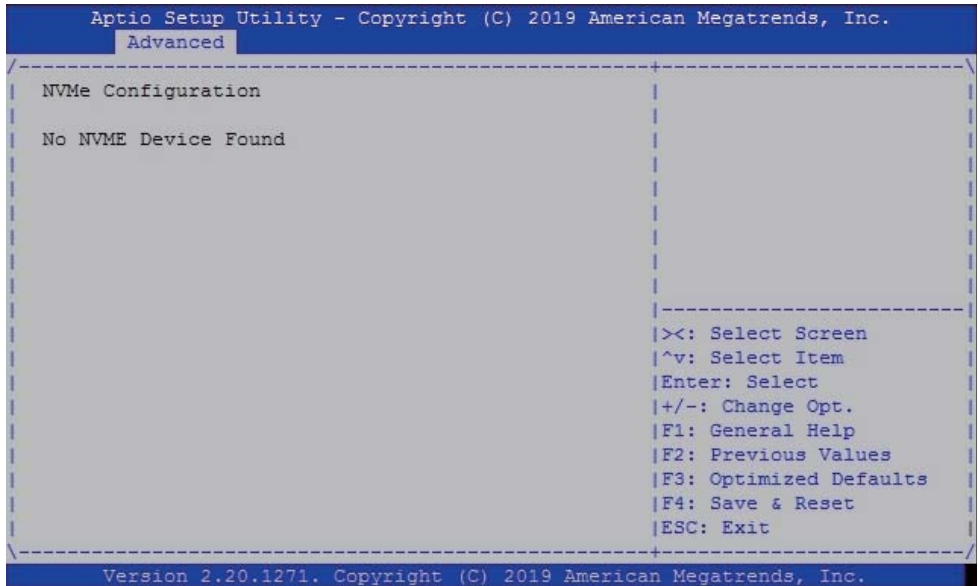 Aptio Setup Utility - Copyright (C) 2019 American Megatrends, Inc.
Advanced
NVMe Configuration
No NVME Device Found
><: Select Screen
^v: Select Item
Enter: Select
+/-: Change Opt.
F1: General Help
F2: Previous Values
F3: Optimized Defaults
F4: Save & Reset
ESC: Exit
Version 2.20.1271. Copyright (C) 2019 American Megatrends, Inc.